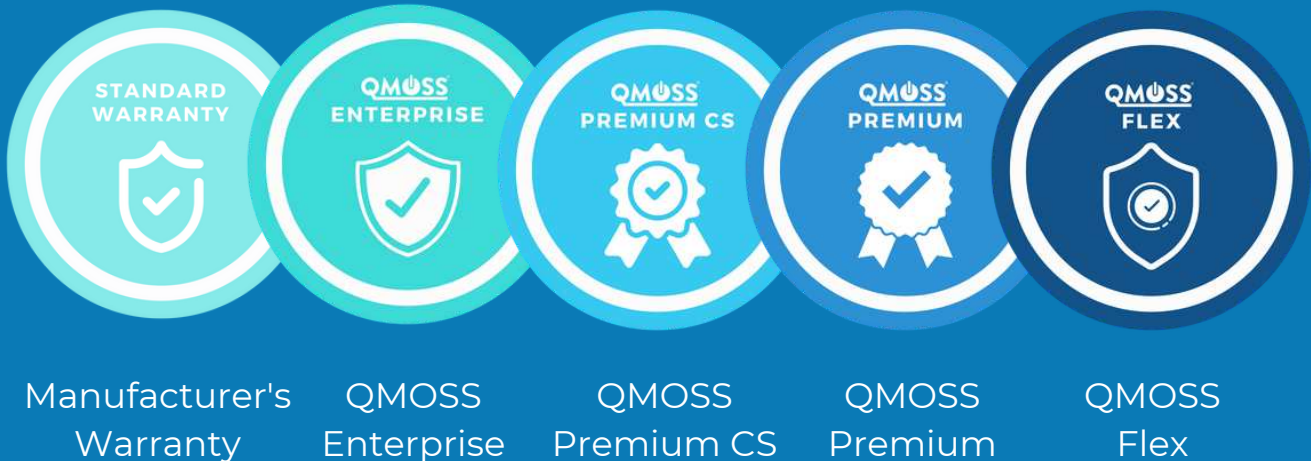 STANDARD
WARRANTY
QMOSS
ENTERPRISE
QMOSS
PREMIUM CS
QMOSS
PREMIUM
QMOSS
FLEX
Manufacturer's
Warranty
QMOSS
Enterprise
QMOSS
Premium CS
QMOSS
Premium
QMOSS
Flex